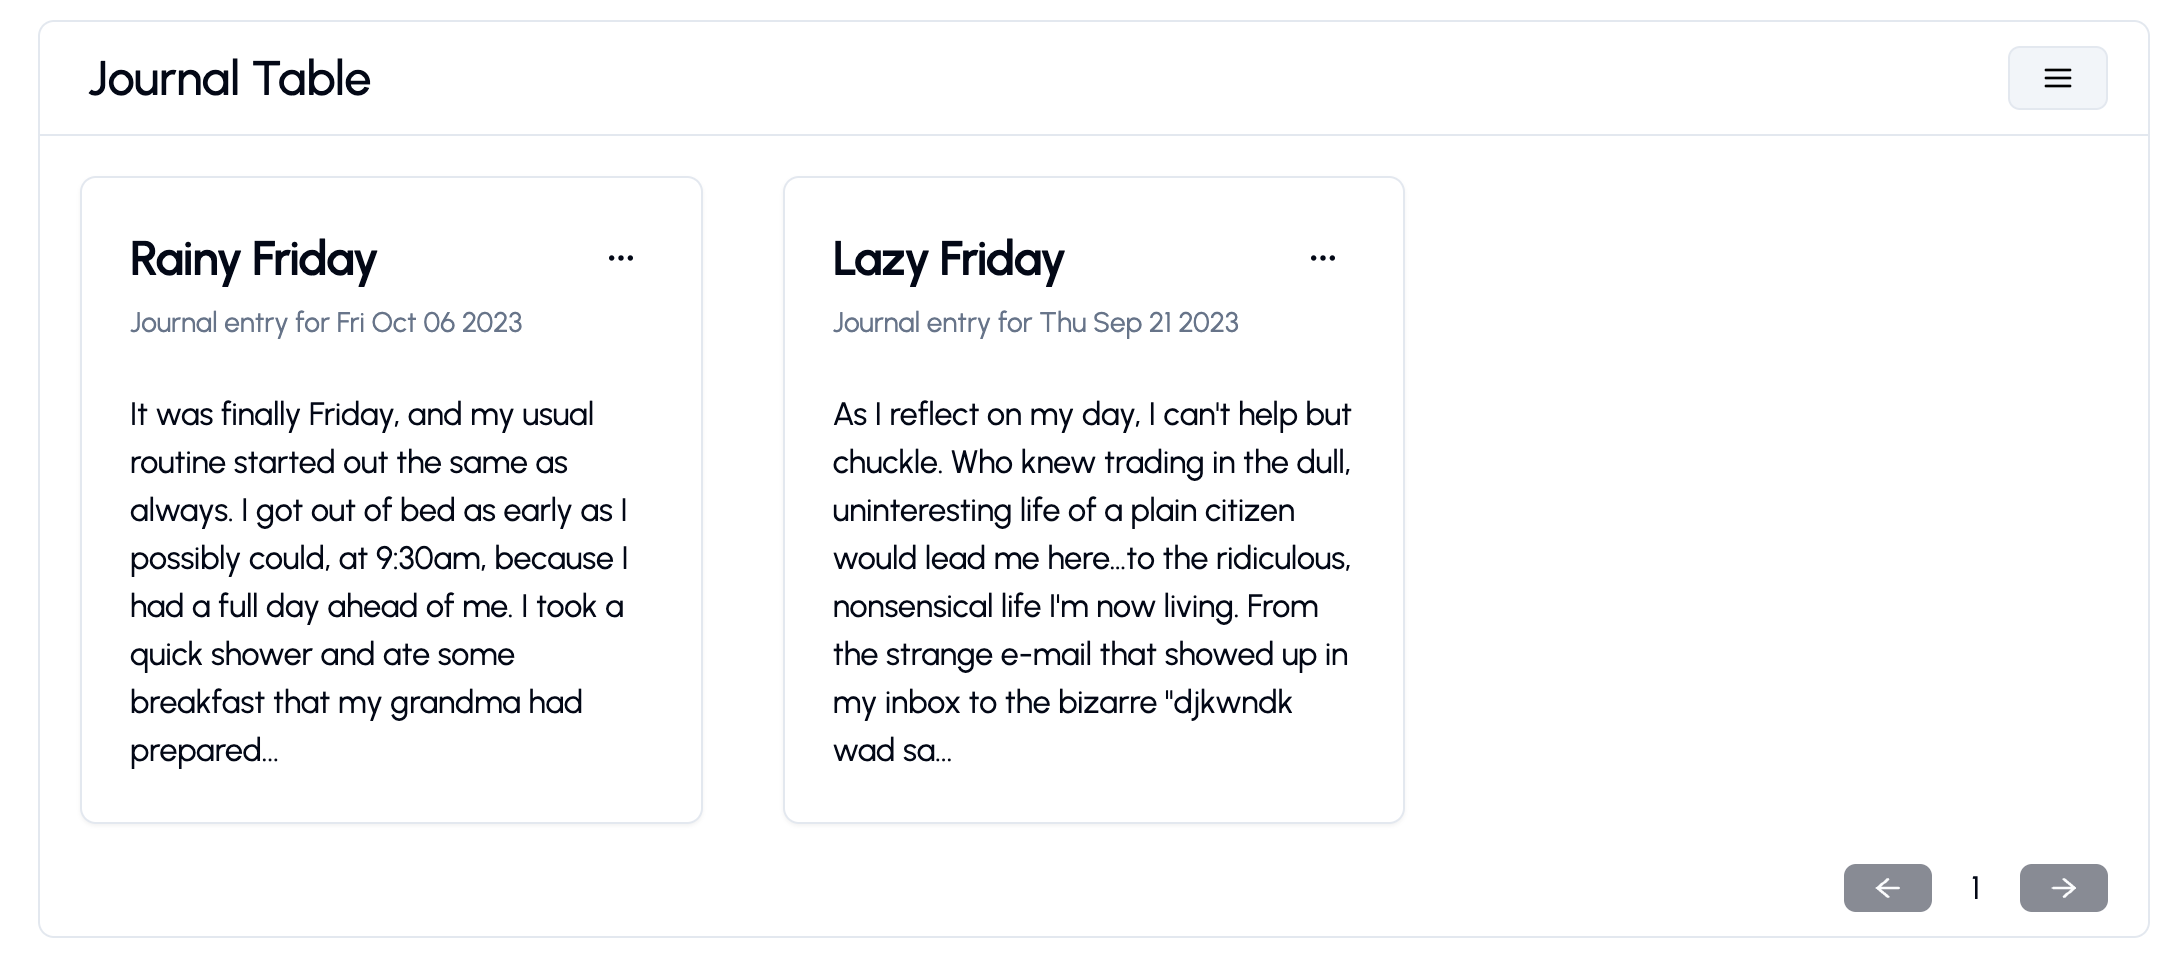 Journal Table
Rainy Friday
Journal entry for Fri Oct 06 2023
It was finally Friday, and my usual
routine started out the same as
always. I got out of bed as early as I
possibly could, at 9:30am, because I
had a full day ahead of me. I took a
quick shower and ate some
breakfast that my grandma had
prepared...
Lazy Friday
Journal entry for Thu Sep 21 2023
As I reflect on my day, I can't help but
chuckle. Who knew trading in the dull,
uninteresting life of a plain citizen
would lead me here...to the ridiculous,
nonsensical life I'm now living. From
the strange e-mail that showed up in
my inbox to the bizarre "djkwndk
wad sa...
1